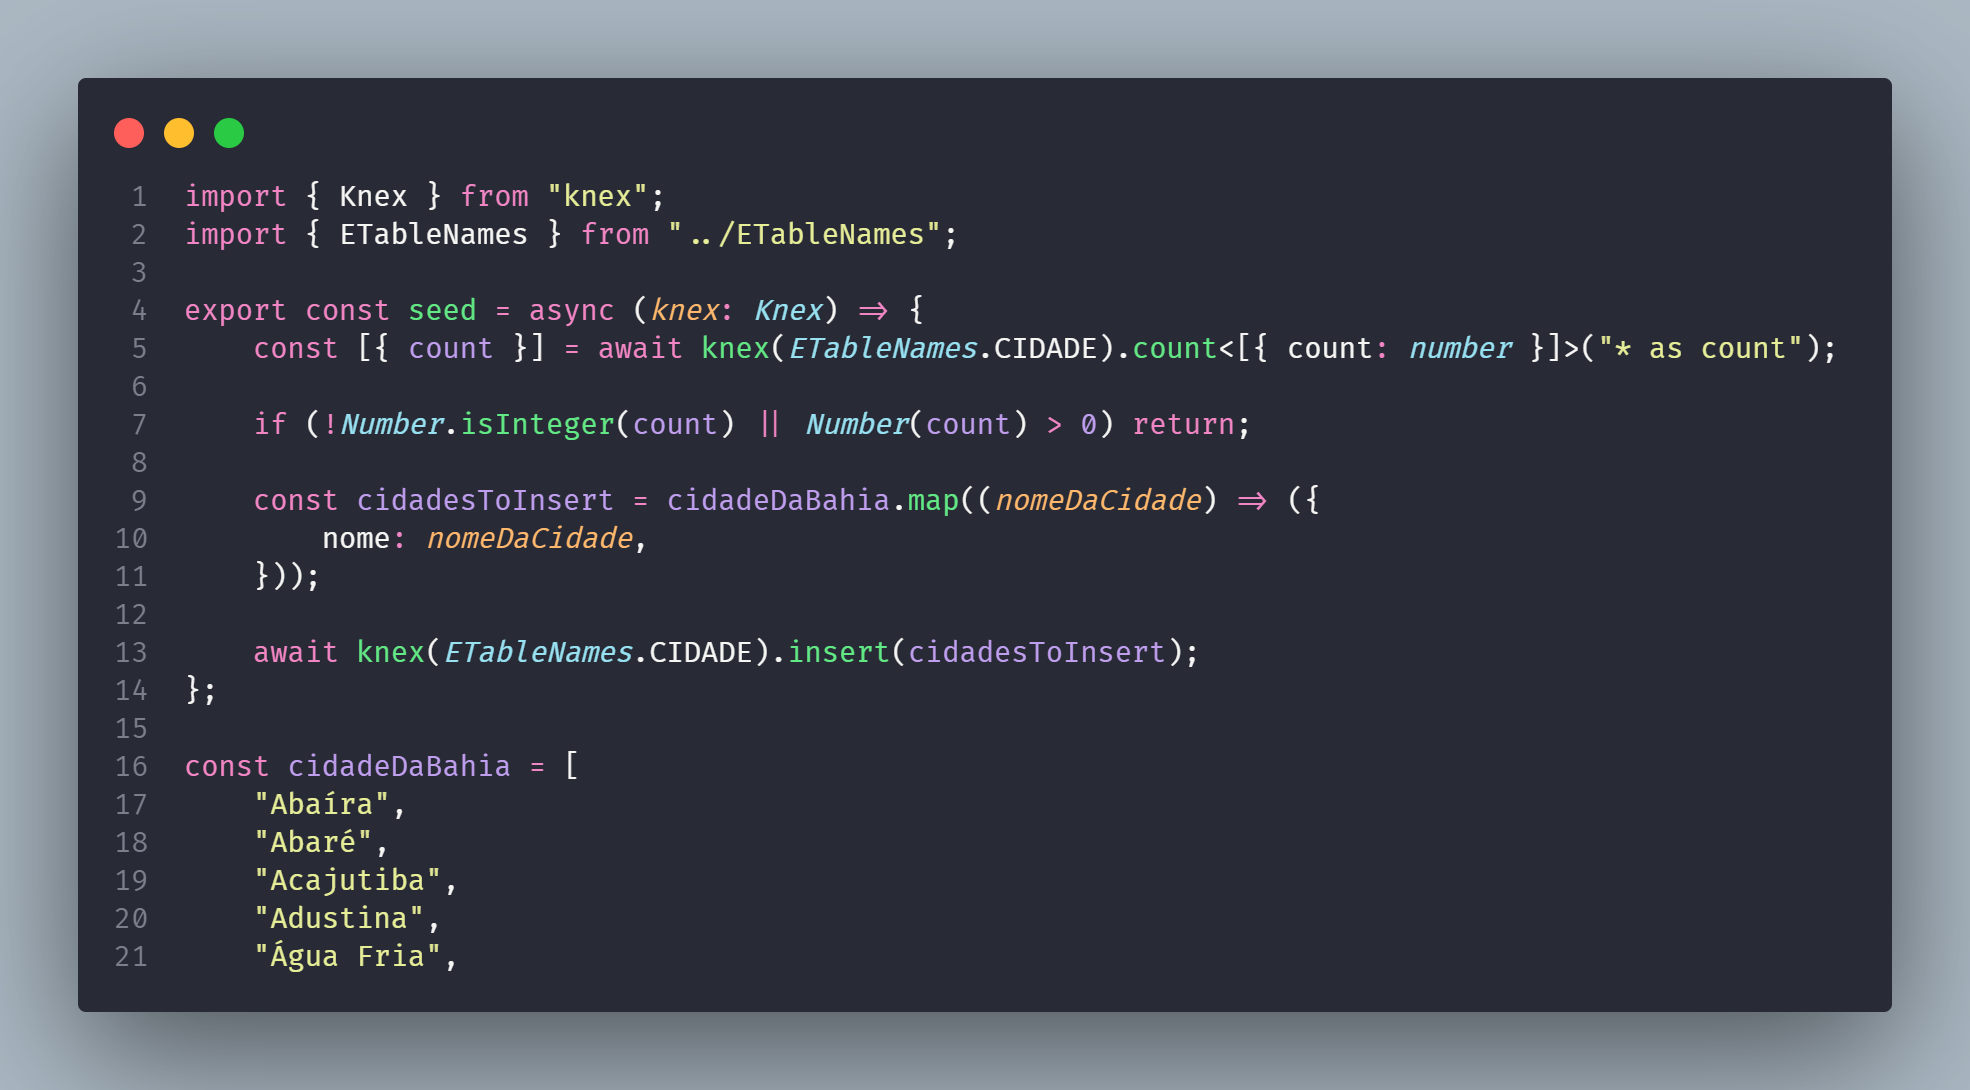 1 import { Knex } from "knex";
2 import { ETableNames } from "../ETableNames";
3
4 export const seed = async (knex: Knex) => {
5     const [{ count }] = await knex(ETableNames.CIDADE).count<[{ count: number }]>("* as count");
6
7     if (!Number.isInteger(count) || Number(count) > 0) return;
8
9     const cidadesToInsert = cidadeDaBahia.map((nomeDaCidade) => ({
10         nome: nomeDaCidade,
11     }));
12
13     await knex(ETableNames.CIDADE).insert(cidadesToInsert);
14 };
15
16 const cidadeDaBahia = [
17     "Abaíra",
18     "Abaré",
19     "Acajutiba",
20     "Adustina",
21     "Água Fria",